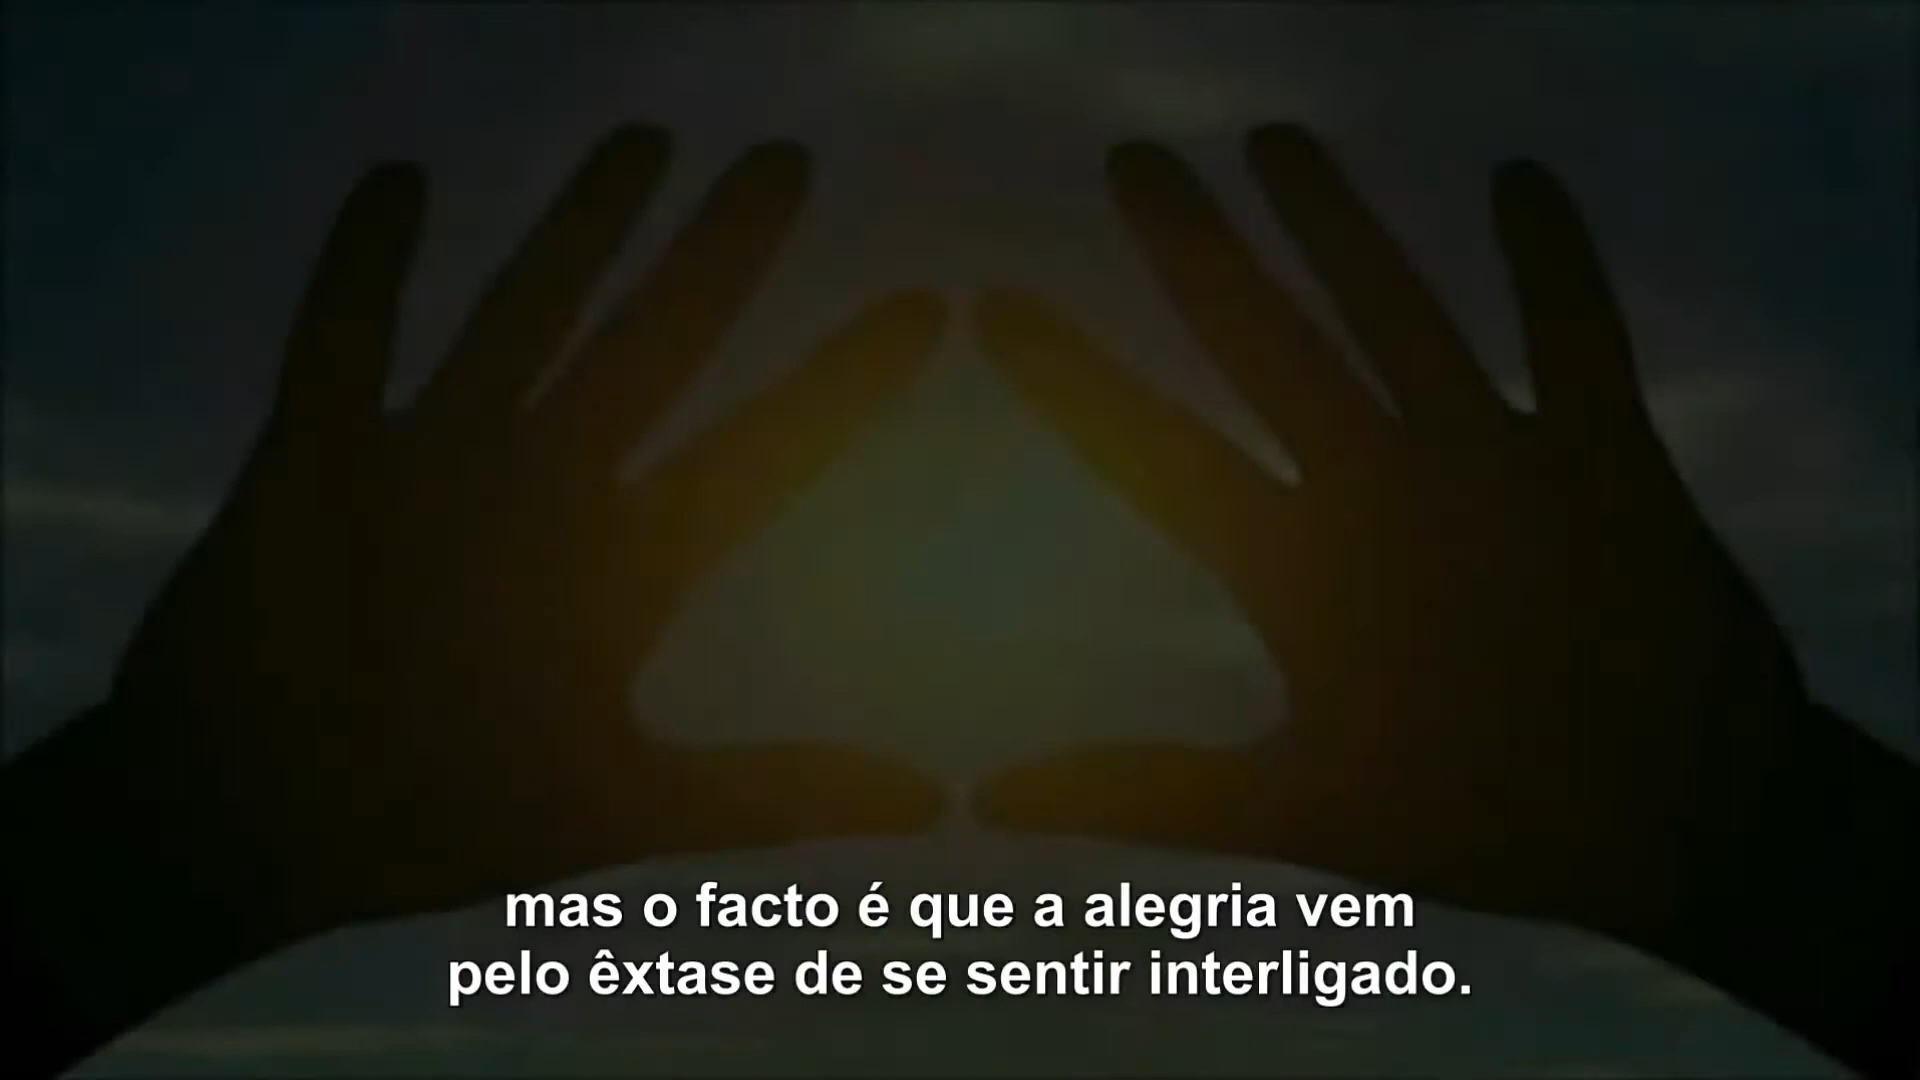 mas o facto é que a alegria vem
pelo êxtase de se sentir interligado.